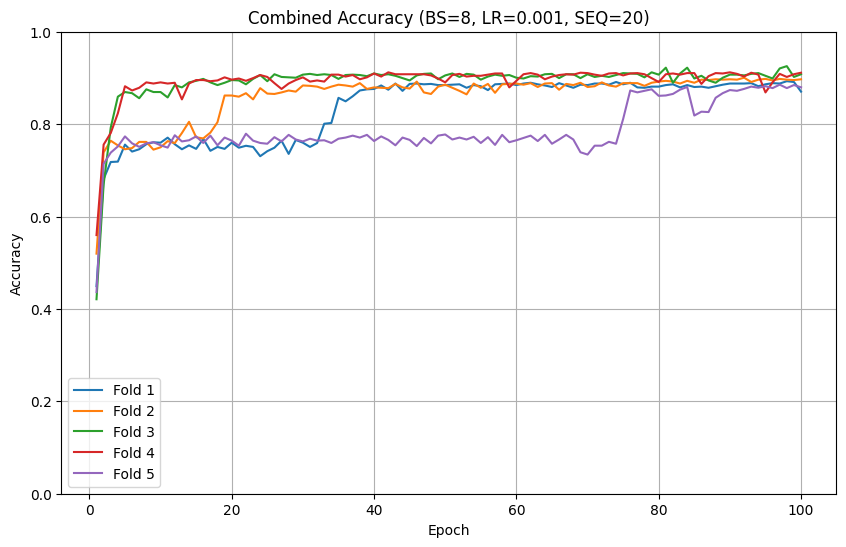 Combined Accuracy (BS=8, LR=0.001, SEQ=20)
1.0
0.8
0.6
0.4
0.2
0.0
Accuracy
Fold 1
Fold 2
Fold 3
Fold 4
Fold 5
0 20 40 60 80 100
Epoch